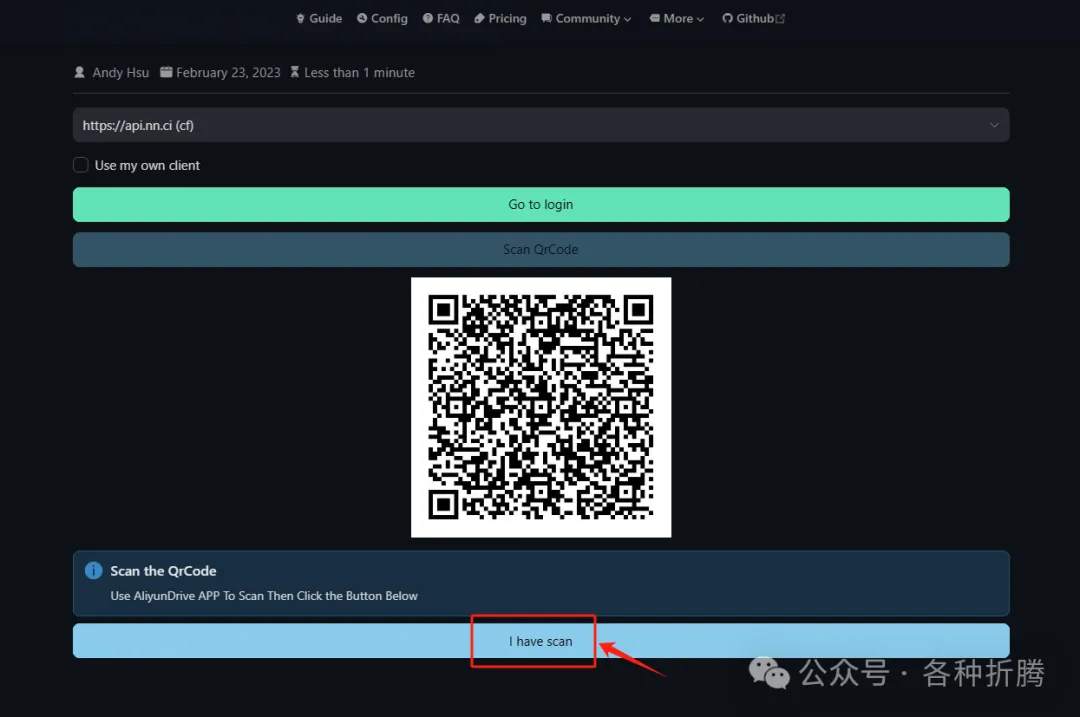 Guide Config FAQ Pricing Community More Github
Andy Hsu February 23, 2023 Less than 1 minute
https://api.nn.ci (cf)
Use my own client
Go to login
Scan QrCode
Scan the QrCode
Use AliyunDrive APP To Scan Then Click the Button Below
I have scan
公众号 · 各种折腾